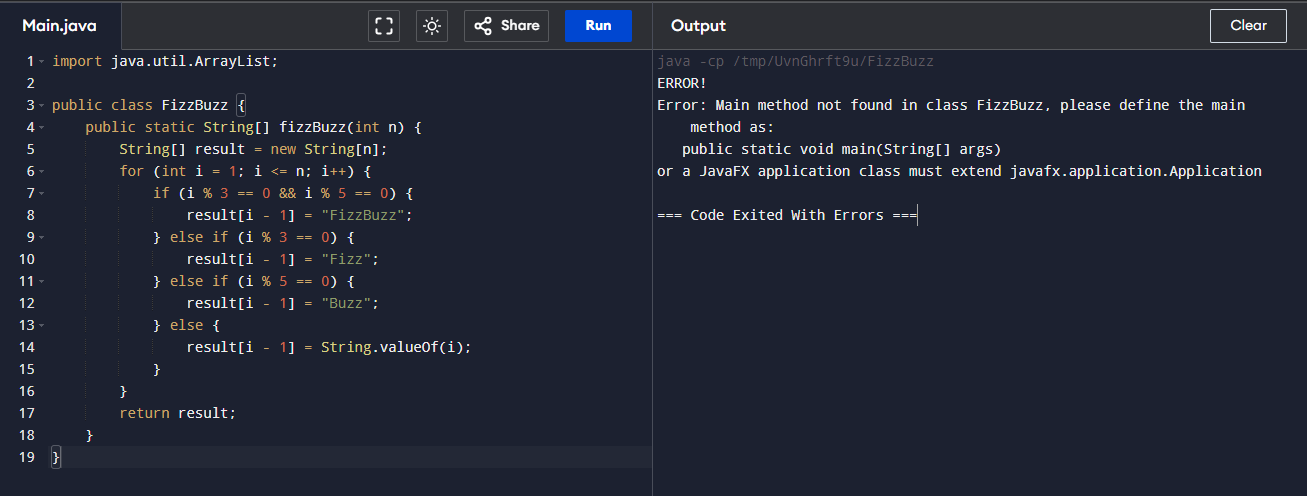 Main.java
Share
Run
Output
Clear
1 import java.util.ArrayList;
2
3 public class FizzBuzz {
4     public static String[] fizzBuzz(int n) {
5         String[] result = new String[n];
6         for (int i = 1; i <= n; i++) {
7             if (i % 3 == 0 && i % 5 == 0) {
8                 result[i - 1] = "FizzBuzz";
9             } else if (i % 3 == 0) {
10                 result[i - 1] = "Fizz";
11             } else if (i % 5 == 0) {
12                 result[i - 1] = "Buzz";
13             } else {
14                 result[i - 1] = String.valueOf(i);
15             }
16         }
17         return result;
18     }
19 }
java -cp /tmp/UvnGhrft9u/FizzBuzz
ERROR!
Error: Main method not found in class FizzBuzz, please define the main
    method as:
   public static void main(String[] args)
or a JavaFX application class must extend javafx.application.Application

=== Code Exited With Errors ===